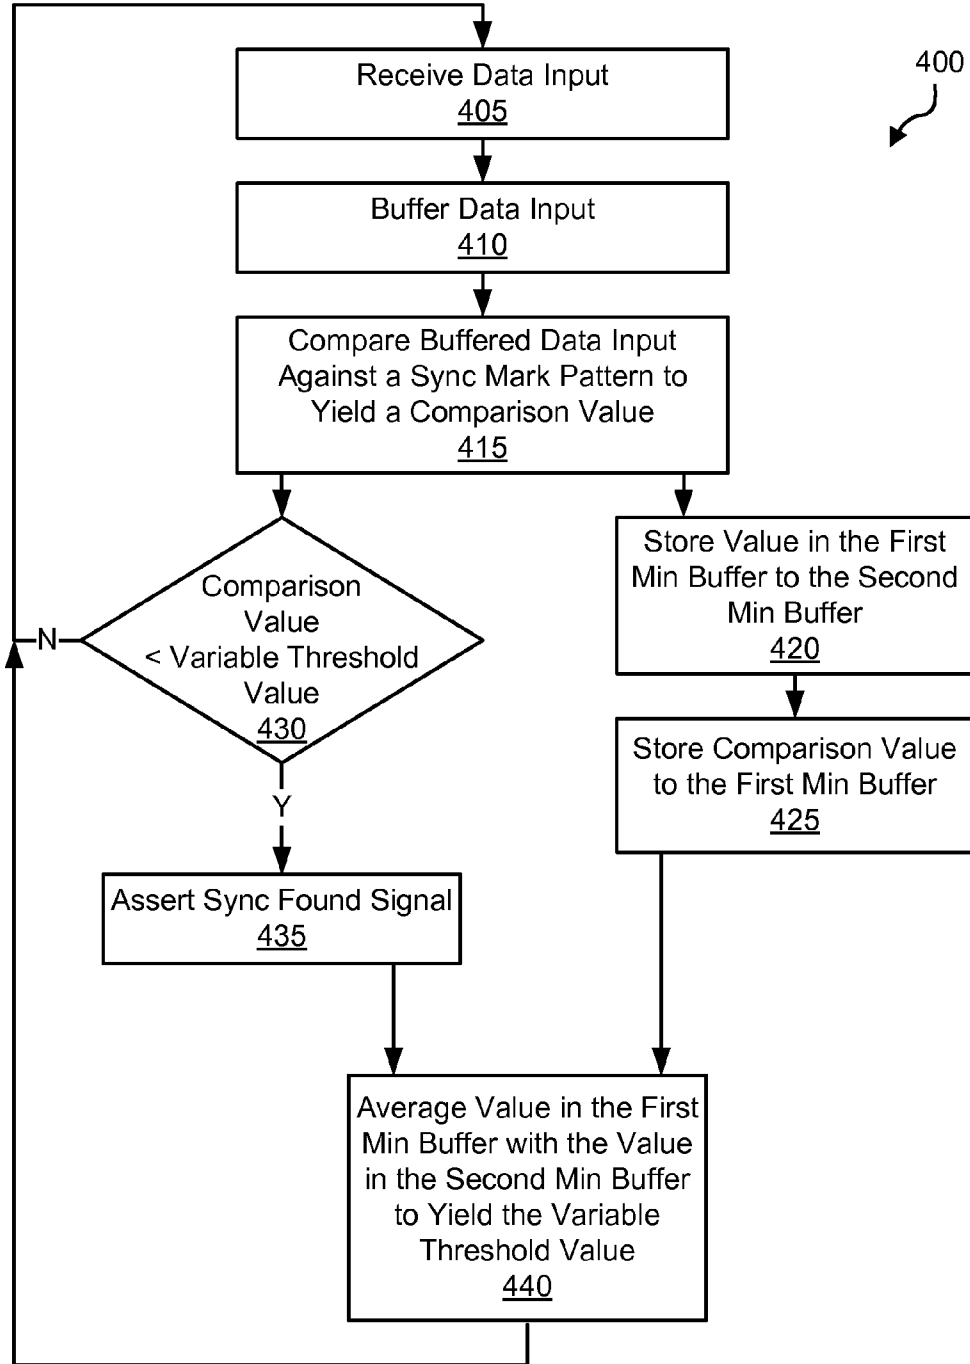 400
Receive Data Input
405
Buffer Data Input
410
Compare Buffered Data Input
Against a Sync Mark Pattern to
Yield a Comparison Value
415
Comparison
Value
< Variable Threshold
Value
430
N
Y
Store Value in the First
Min Buffer to the Second
Min Buffer
420
Store Comparison Value
to the First Min Buffer
425
Assert Sync Found Signal
435
Average Value in the First
Min Buffer with the Value
in the Second Min Buffer
to Yield the Variable
Threshold Value
440